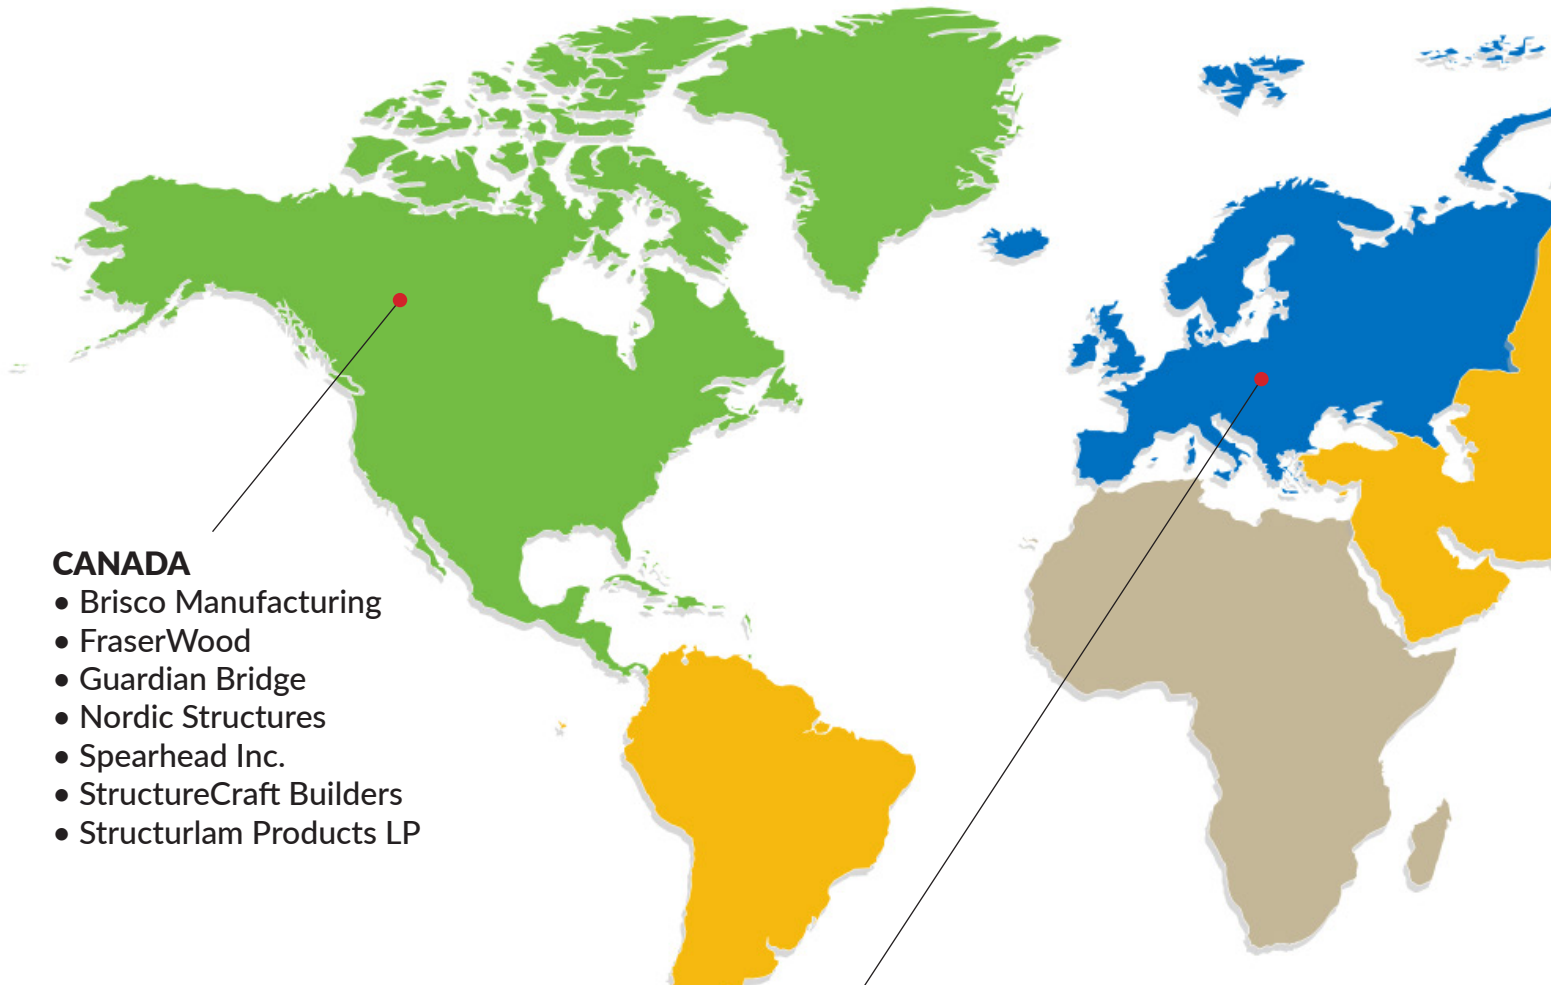 CANADA
• Brisco Manufacturing
• FraserWood
• Guardian Bridge
• Nordic Structures
• Spearhead Inc.
• StructureCraft Builders
• Structurlam Products LP